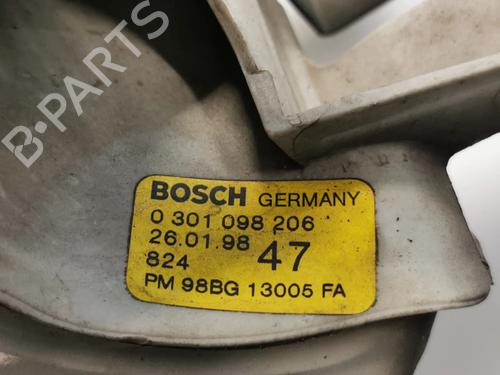 B-PARTS
BOSCH GERMANY
0 301 098 206
26.01.98
824 47
PM 98BG 13005 FA